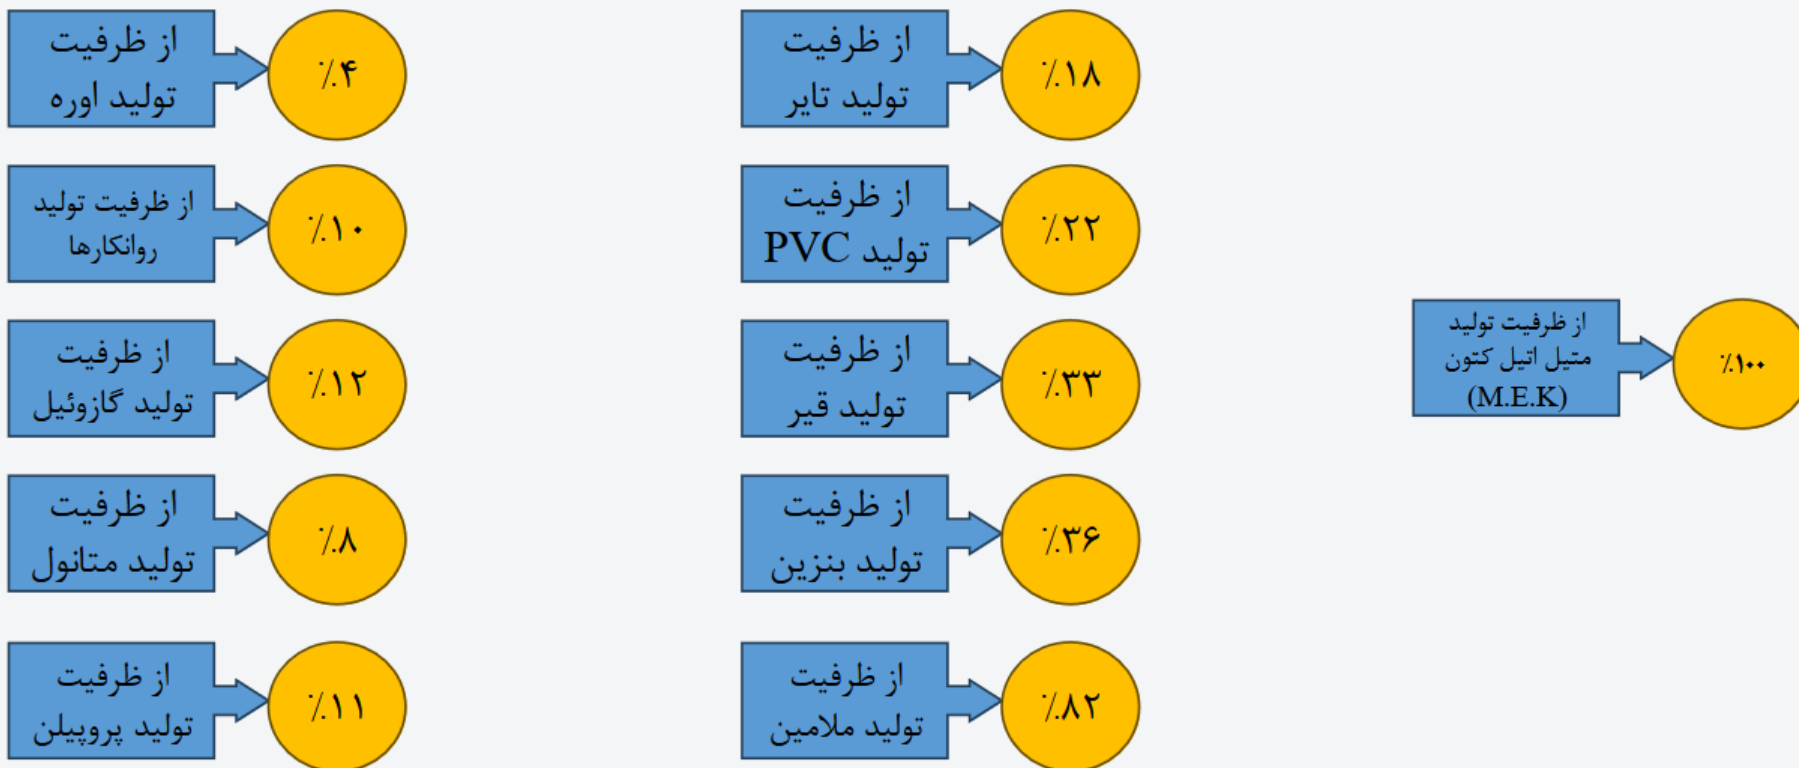 از ظرفیت
تولید اوره
٪۴
از ظرفیت تولید
روانکارها
٪۱۰
از ظرفیت
تولید گازوئیل
٪۱۲
از ظرفیت
تولید متانول
٪۸
از ظرفیت
تولید پروپیلن
٪۱۱
از ظرفیت
تولید تایر
٪۱۸
از ظرفیت
تولید PVC
٪۲۲
از ظرفیت
تولید قیر
٪۳۳
از ظرفیت
تولید بنزین
٪۳۶
از ظرفیت
تولید ملامین
٪۸۲
از ظرفیت تولید
متیل اتیل کتون
(M.E.K)
٪۱۰۰